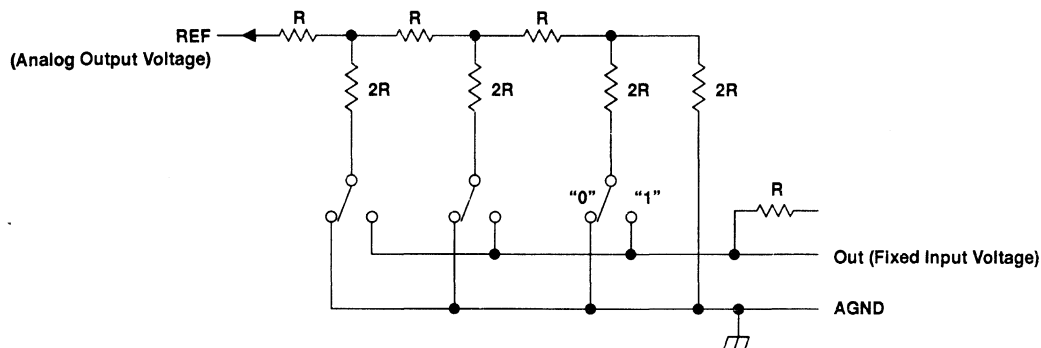 R R R
REF
(Analog Output Voltage)
2R 2R 2R 2R
"0" "1" R
Out (Fixed Input Voltage)
AGND